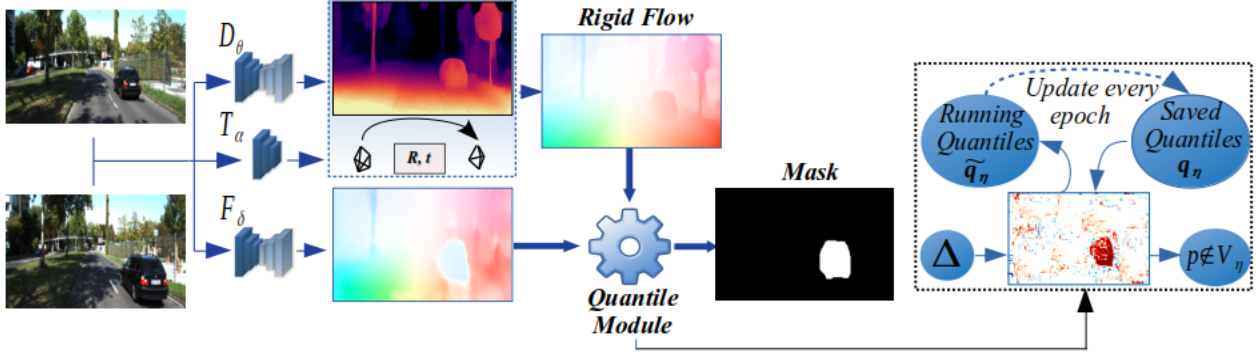 D_θ
T_α
F_δ
R, t
Rigid Flow
Mask
Quantile
Module
Update every
epoch
Running
Quantiles
q̃_η
Saved
Quantiles
q_η
Δ
p∉V_η